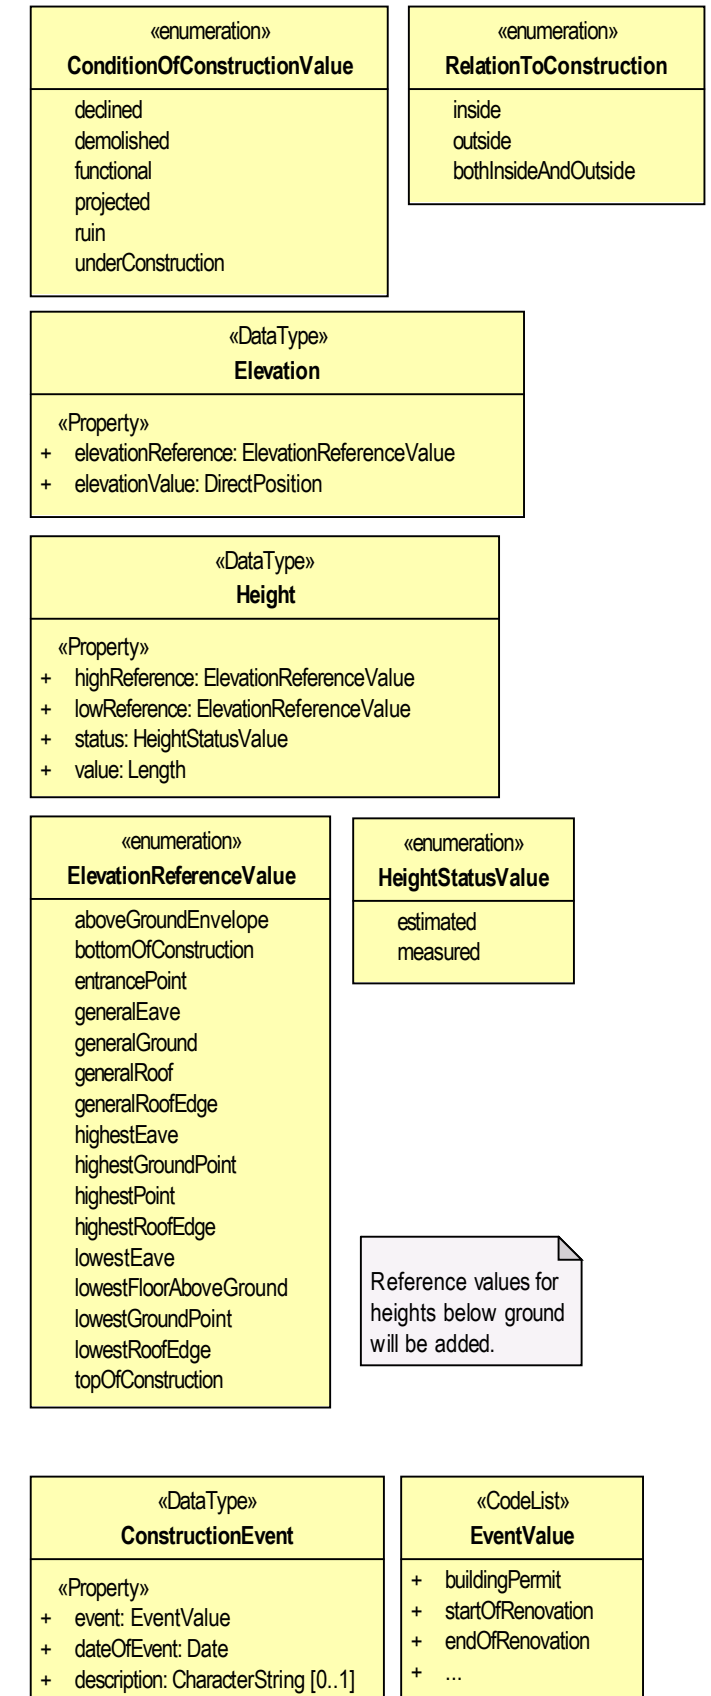 «enumeration»
ConditionOfConstructionValue
declined
demolished
functional
projected
ruin
underConstruction
«enumeration»
RelationToConstruction
inside
outside
bothInsideAndOutside
«DataType»
Elevation
«Property»
+ elevationReference: ElevationReferenceValue
+ elevationValue: DirectPosition
«DataType»
Height
«Property»
+ highReference: ElevationReferenceValue
+ lowReference: ElevationReferenceValue
+ status: HeightStatusValue
+ value: Length
«enumeration»
ElevationReferenceValue
aboveGroundEnvelope
bottomOfConstruction
entrancePoint
generalEave
generalGround
generalRoof
generalRoofEdge
highestEave
highestGroundPoint
highestPoint
highestRoofEdge
lowestEave
lowestFloorAboveGround
lowestGroundPoint
lowestRoofEdge
topOfConstruction
«enumeration»
HeightStatusValue
estimated
measured
Reference values for
heights below ground
will be added.
«DataType»
ConstructionEvent
«Property»
+ event: EventValue
+ dateOfEvent: Date
+ description: CharacterString [0..1]
«CodeList»
EventValue
+ buildingPermit
+ startOfRenovation
+ endOfRenovation
+ ...